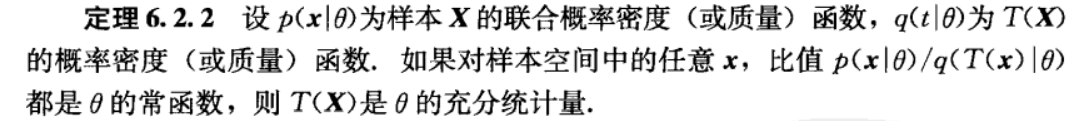 定理 6.2.2 设 p(x|θ)为样本 X 的联合概率密度（或质量）函数，q(t|θ)为 T(X)
的概率密度（或质量）函数. 如果对样本空间中的任意 x，比值 p(x|θ)/q(T(x)|θ)
都是 θ 的常函数，则 T(X)是 θ 的充分统计量.